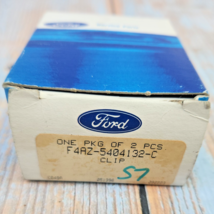 Ford
ONE PKG OF 2 PCS.
F4AZ-5404132-C
CLIP
57